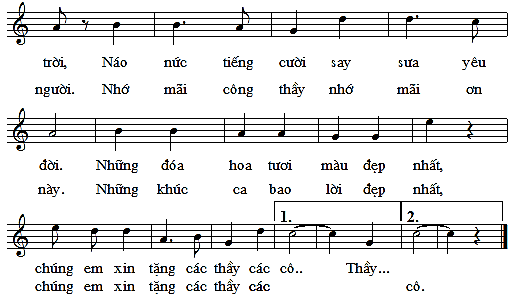 trời, Náo nức tiếng cười say sưa yêu
người. Nhớ mãi công thầy nhớ mãi ơn
đời. Những đóa hoa tươi màu đẹp nhất,
này. Những khúc ca bao lời đẹp nhất,
1. 2.
chúng em xin tặng các thầy các cô.. Thầy...
chúng em xin tặng các thầy các cô.